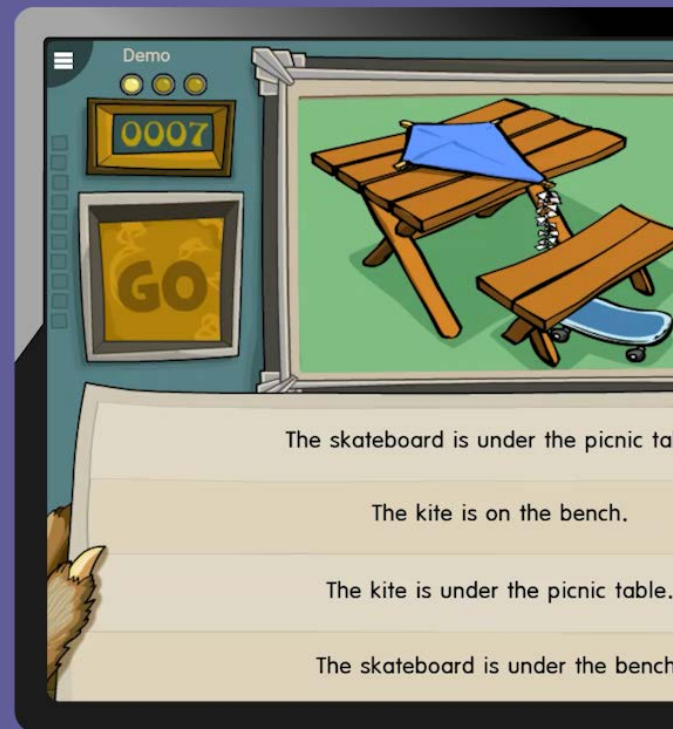 Demo
0007
GO
The skateboard is under the picnic
The kite is on the bench.
The kite is under the picnic table.
The skateboard is under the bench